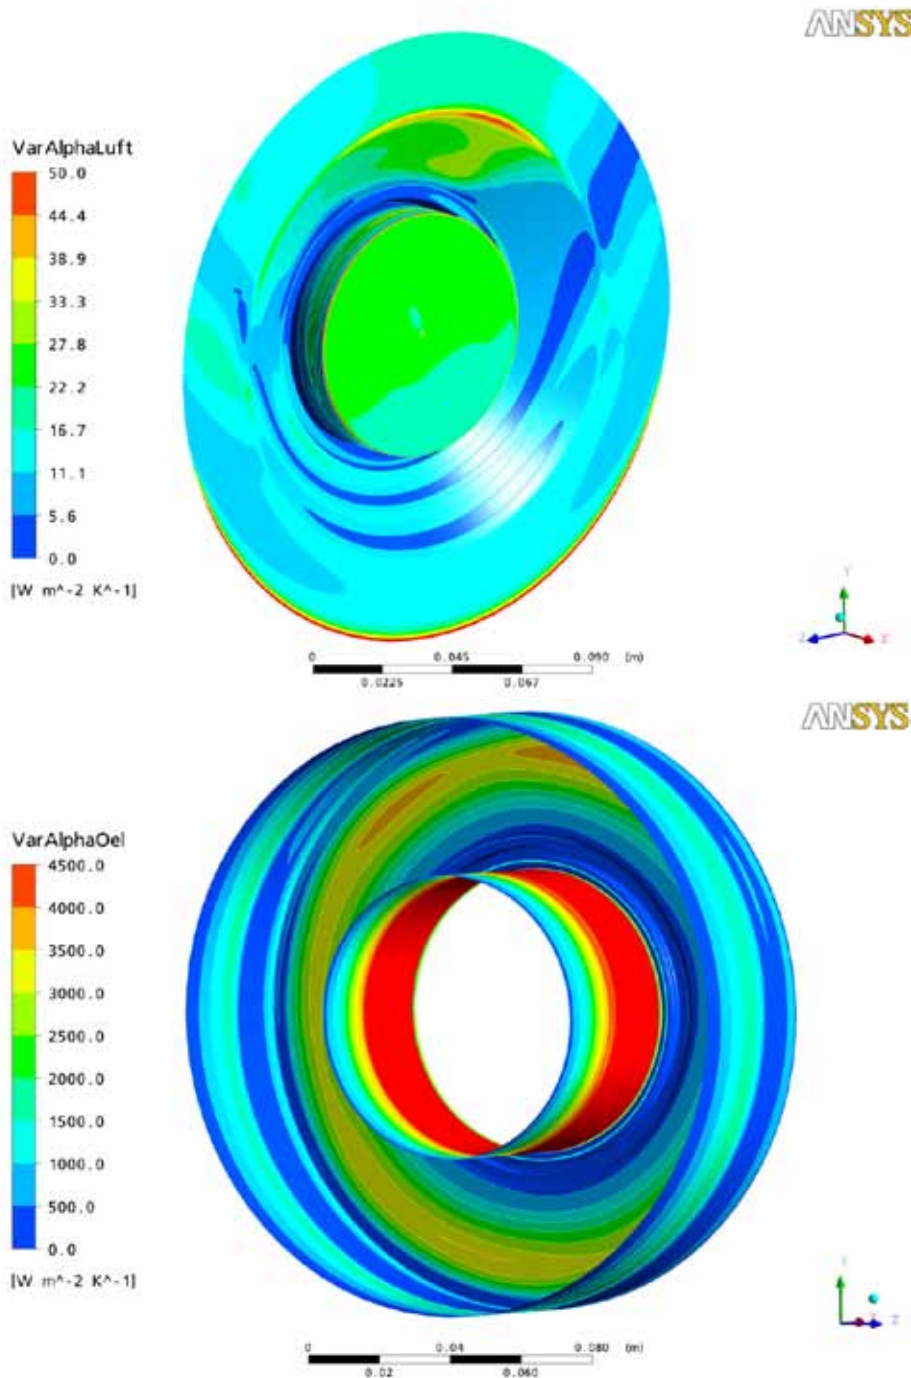 ANSYS
VarAlphaLuft
50.0
44.4
38.9
33.3
27.8
22.2
16.7
11.1
5.6
0.0
[W m^-2 K^-1]
Y
Z
X
0 0.045 0.090 (m)
0.0225 0.067
ANSYS
VarAlphaOel
4500.0
4000.0
3500.0
3000.0
2500.0
2000.0
1500.0
1000.0
500.0
0.0
[W m^-2 K^-1]
Y
X Z
0 0.04 0.080 (m)
0.02 0.060